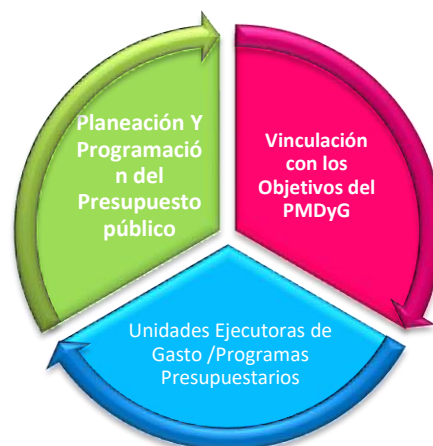 Planeación Y
Programació
n del
Presupuesto
público
Vinculación
con los
Objetivos del
PMDyG
Unidades Ejecutoras de
Gasto /Programas
Presupuestarios